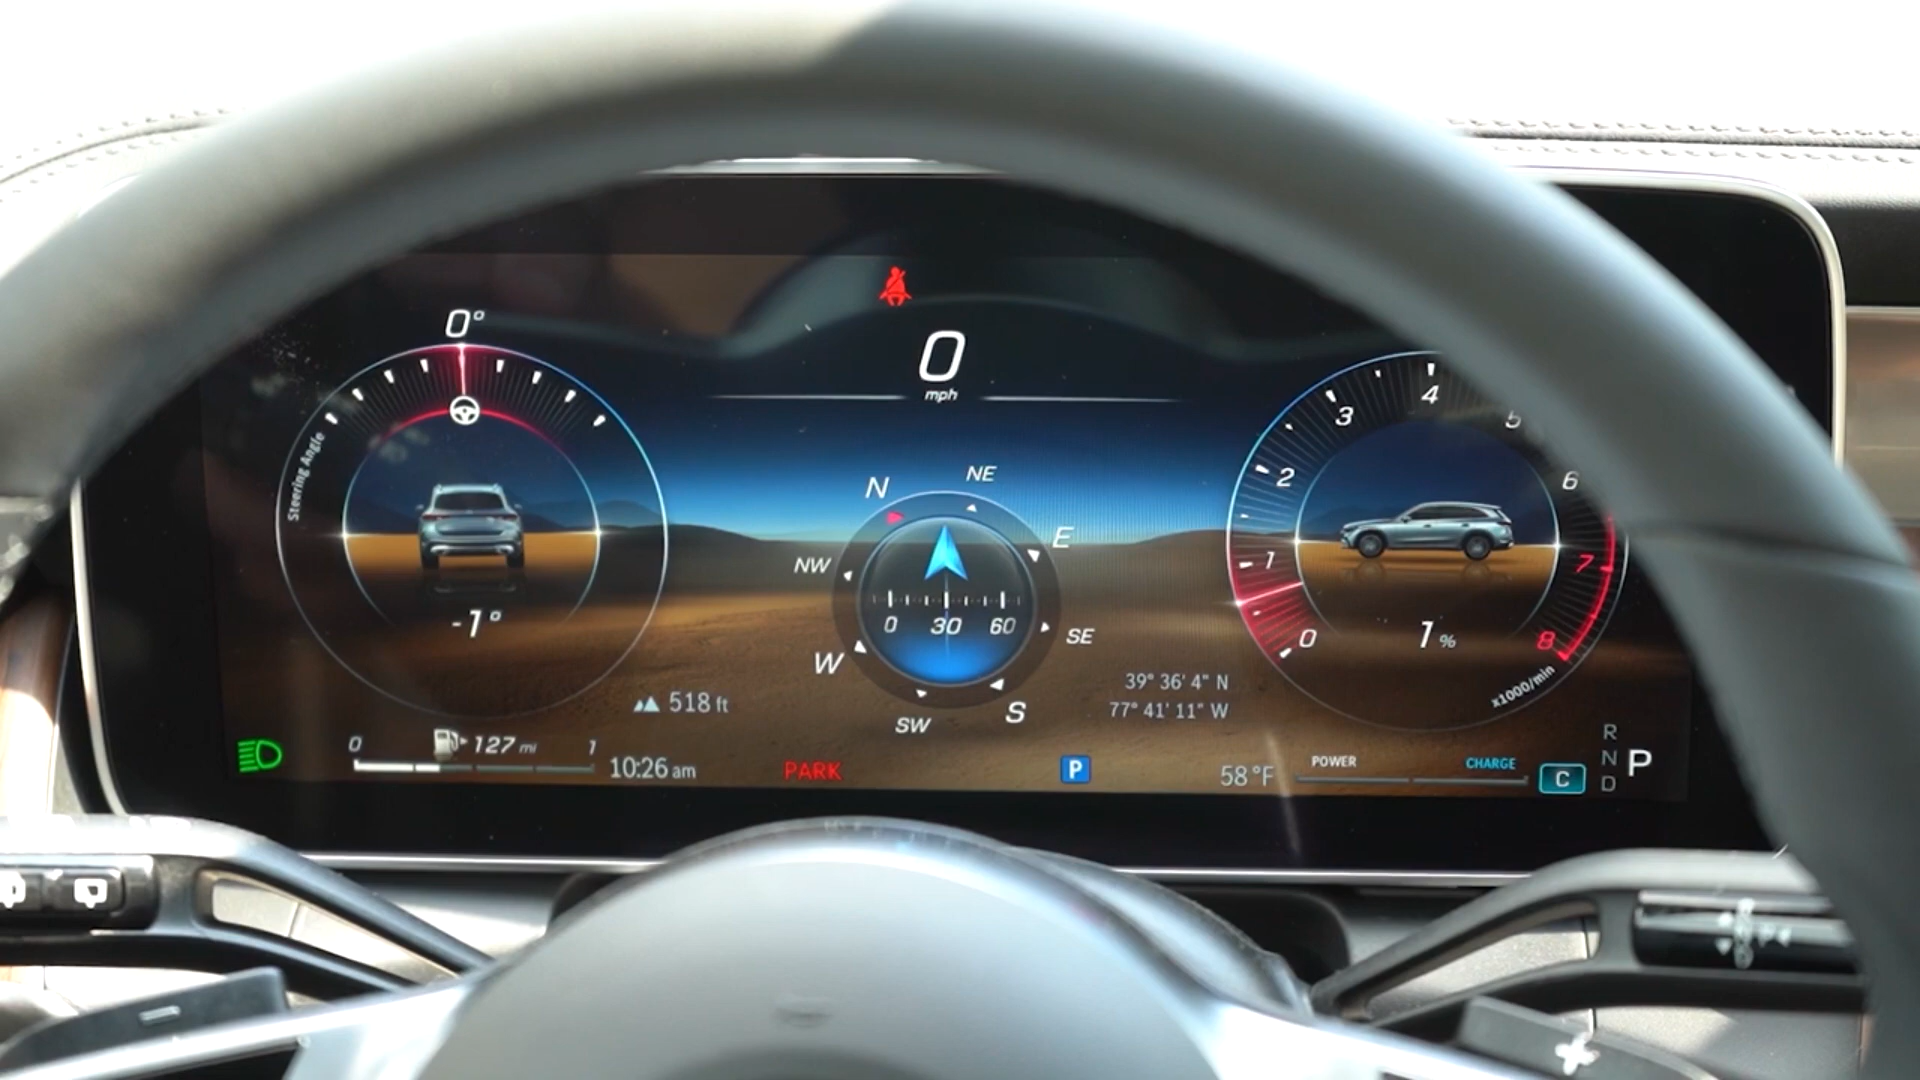 0°
Steering Angle
-1°
0
mph
N
NE
E
SE
S
SW
W
NW
0 30 60
518 ft
39° 36' 4" N
77° 41' 11" W
0
1
2
3
4
5
6
7
8
x1000/min
1 %
0 127 mi 1
10:26 am
PARK
P
58°F
POWER
CHARGE
C
R
N
D
P